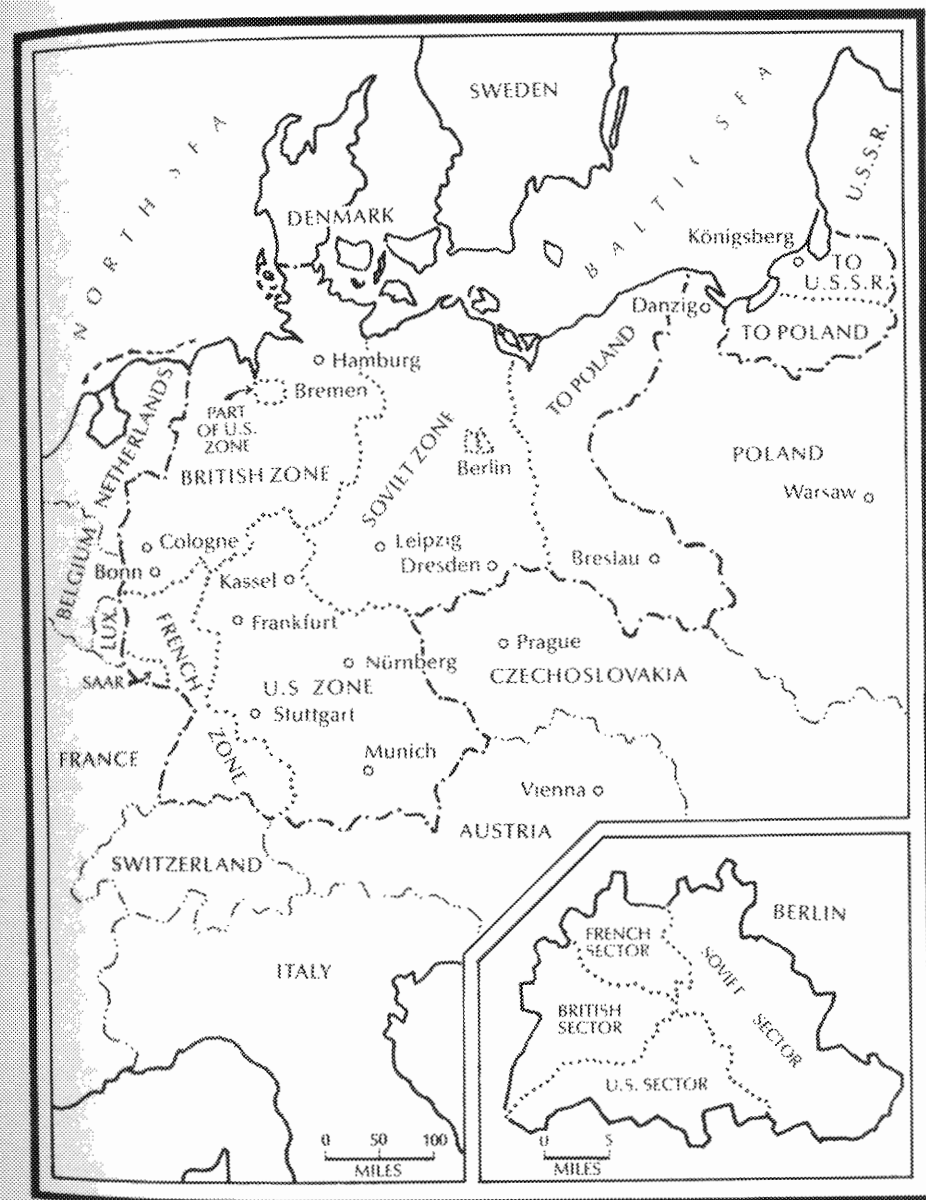 SWEDEN
NORTH SEA
BALTIC SEA
U.S.S.R.
DENMARK
Königsberg
TO
U.S.S.R.
Danzig
TO POLAND
TO POLAND
Hamburg
Bremen
PART
OF U.S.
ZONE
NETHERLANDS
BRITISH ZONE
SOVIET ZONE
Berlin
POLAND
Warsaw
Cologne
Leipzig
BELGIUM
Bonn
Kassel
Dresden
Breslau
LUX.
FRENCH
ZONE
Frankfurt
Prague
Nürnberg
CZECHOSLOVAKIA
SAAR
U.S ZONE
Stuttgart
FRANCE
Munich
Vienna
AUSTRIA
SWITZERLAND
ITALY
0 50 100
MILES
BERLIN
FRENCH
SECTOR
SOVIET
SECTOR
BRITISH
SECTOR
U.S. SECTOR
0 5
MILES